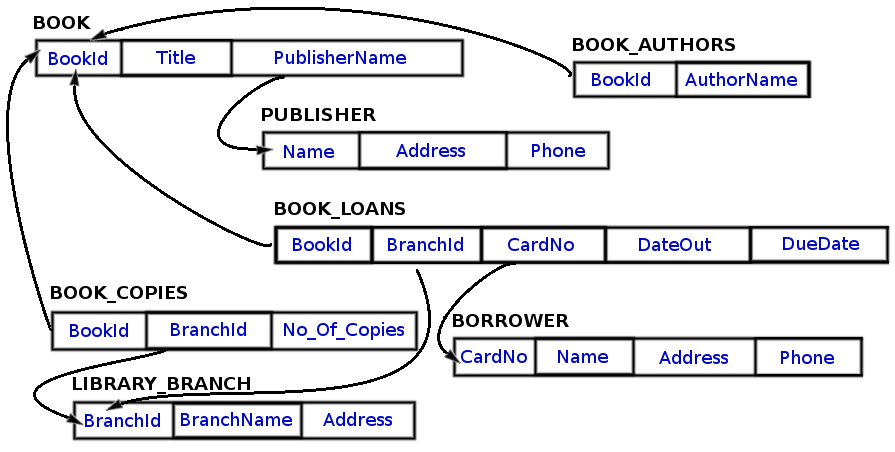 BOOK
BookId Title PublisherName
BOOK_AUTHORS
BookId AuthorName
PUBLISHER
Name Address Phone
BOOK_LOANS
BookId BranchId CardNo DateOut DueDate
BOOK_COPIES
BookId BranchId No_Of_Copies
BORROWER
CardNo Name Address Phone
LIBRARY_BRANCH
BranchId BranchName Address